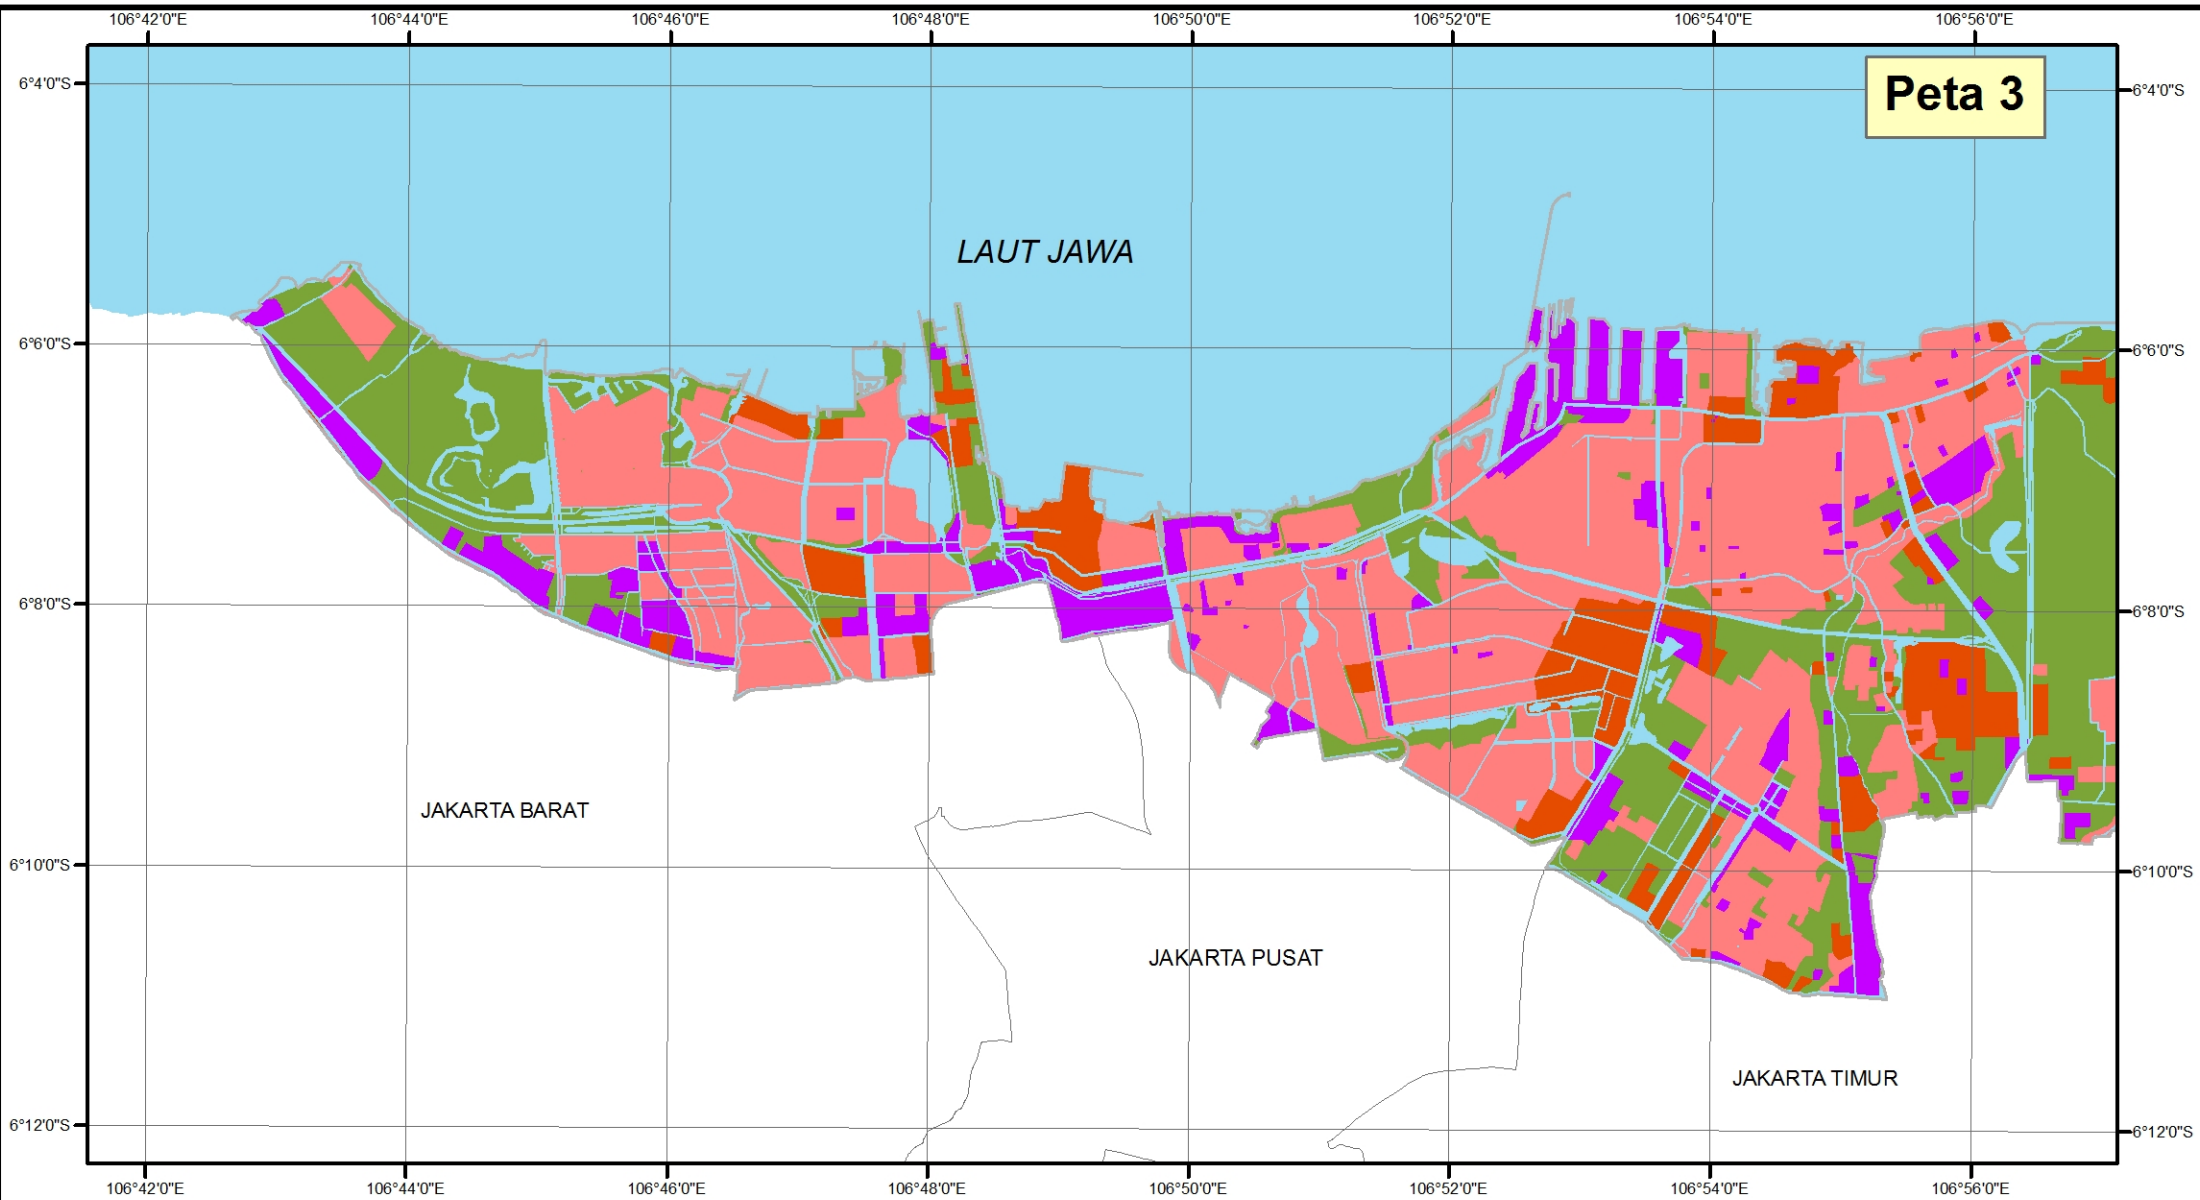 106°42'0"E 106°44'0"E 106°46'0"E 106°48'0"E 106°50'0"E 106°52'0"E 106°54'0"E 106°56'0"E
6°4'0"S 6°4'0"S
Peta 3
LAUT JAWA
6°6'0"S 6°6'0"S
6°8'0"S 6°8'0"S
JAKARTA BARAT
6°10'0"S 6°10'0"S
JAKARTA PUSAT
JAKARTA TIMUR
6°12'0"S 6°12'0"S
106°42'0"E 106°44'0"E 106°46'0"E 106°48'0"E 106°50'0"E 106°52'0"E 106°54'0"E 106°56'0"E